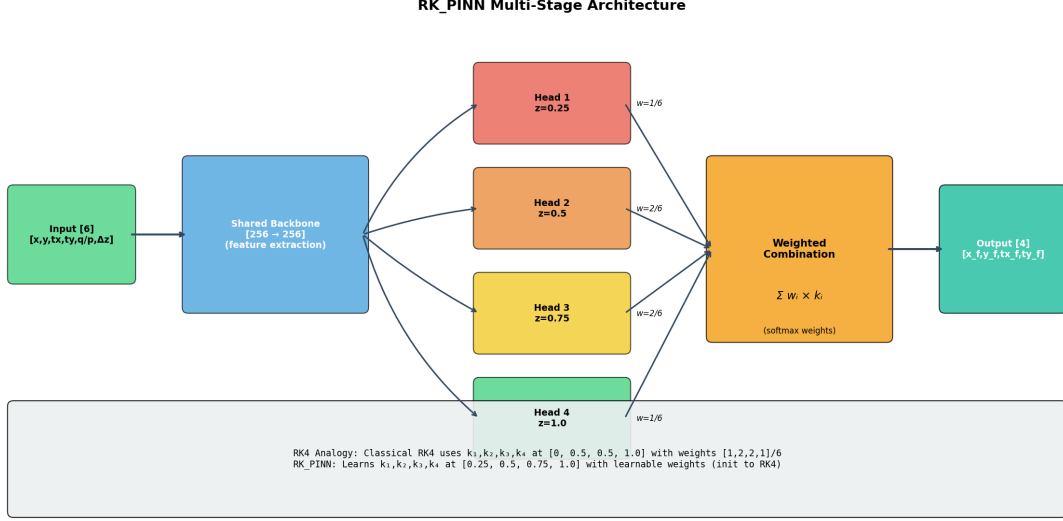 RK_PINN Multi-Stage Architecture
Input [6]
[x,y,tx,ty,q/p,Δz]
Shared Backbone
[256 → 256]
(feature extraction)
Head 1
z=0.25
w=1/6
Head 2
z=0.5
w=2/6
Head 3
z=0.75
w=2/6
Head 4
z=1.0
w=1/6
Weighted
Combination
Σ wᵢ × kᵢ
(softmax weights)
Output [4]
[x_f,y_f,tx_f,ty_f]
RK4 Analogy: Classical RK4 uses k₁,k₂,k₃,k₄ at [0, 0.5, 0.5, 1.0] with weights [1,2,2,1]/6
RK_PINN: Learns k₁,k₂,k₃,k₄ at [0.25, 0.5, 0.75, 1.0] with learnable weights (init to RK4)